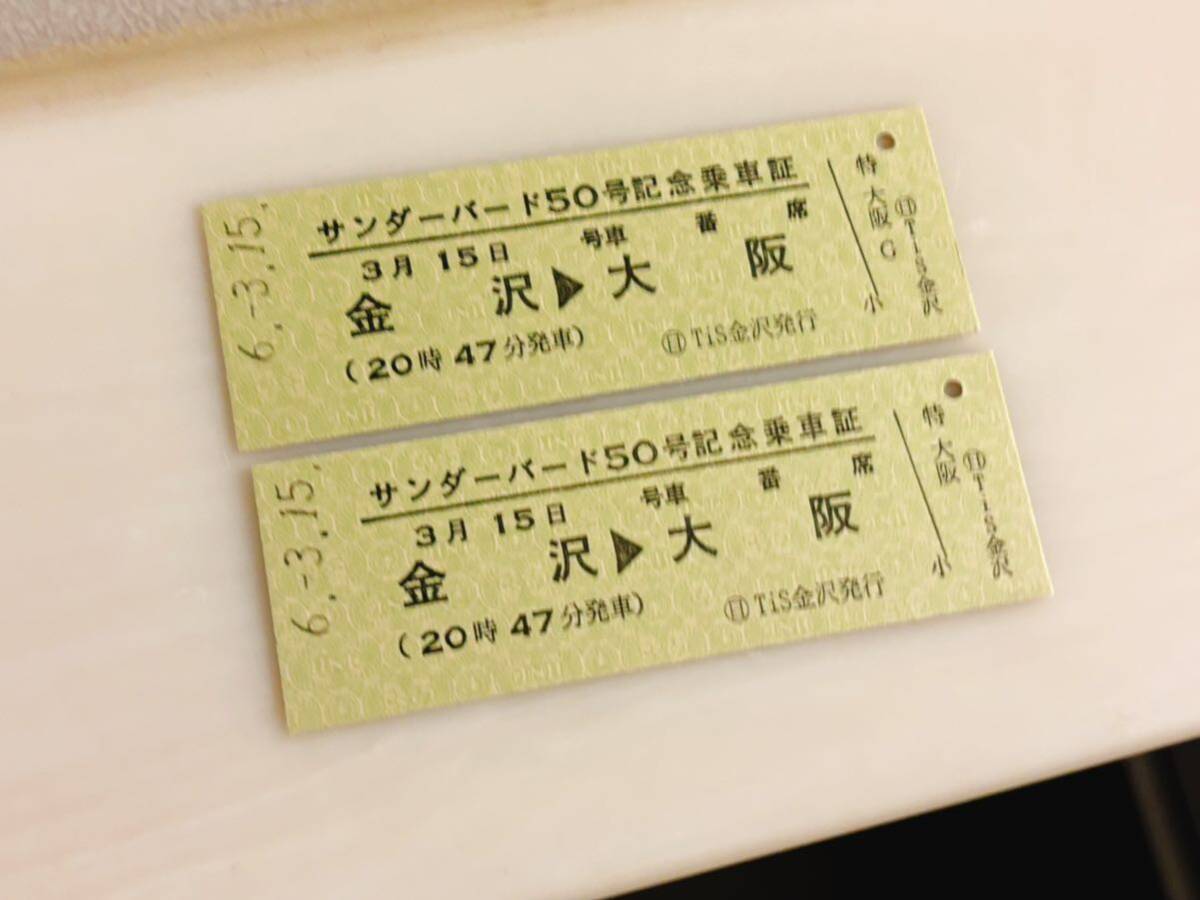 6.-3.15.
サンダーバード50号記念乗車証
3月 15日 号車 番 席
金沢▶大阪
(20時 47分発車)
㊐TiS金沢発行
特 大阪 C 小
㊐TiS金沢
6.-3.15.
サンダーバード50号記念乗車証
3月 15日 号車 番 席
金沢▶大阪
(20時 47分発車)
㊐TiS金沢発行
特 大阪 小
㊐TiS金沢